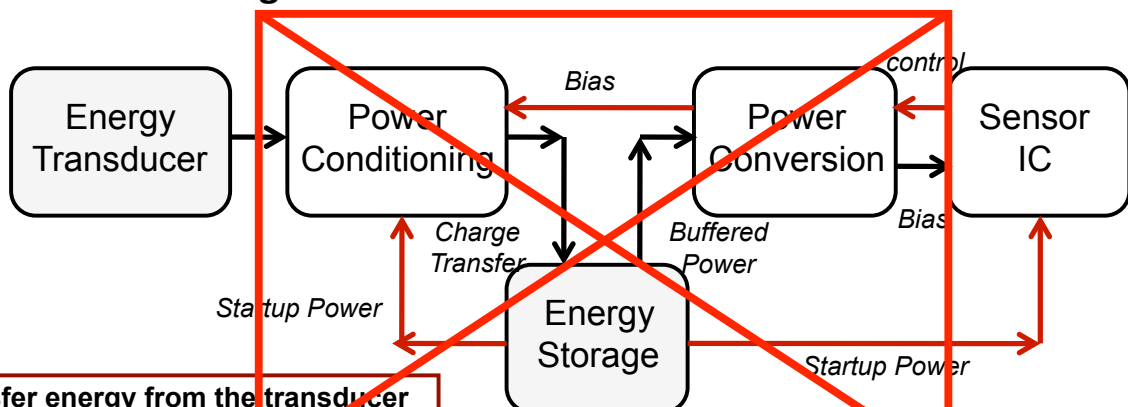 g
control
Bias
Energy
Transducer
Power
Conditioning
Power
Conversion
Sensor
IC
Bias
Charge
Transfer
Buffered
Power
Startup Power
Energy
Storage
Startup Power
energy from the transducer